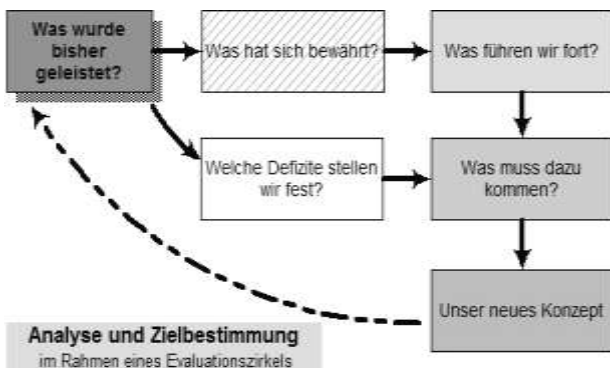 Was wurde
bisher
geleistet?
Was hat sich bewährt?
Was führen wir fort?
Welche Defizite stellen
wir fest?
Was muss dazu
kommen?
Unser neues Konzept
Analyse und Zielbestimmung
im Rahmen eines Evaluationszirkels